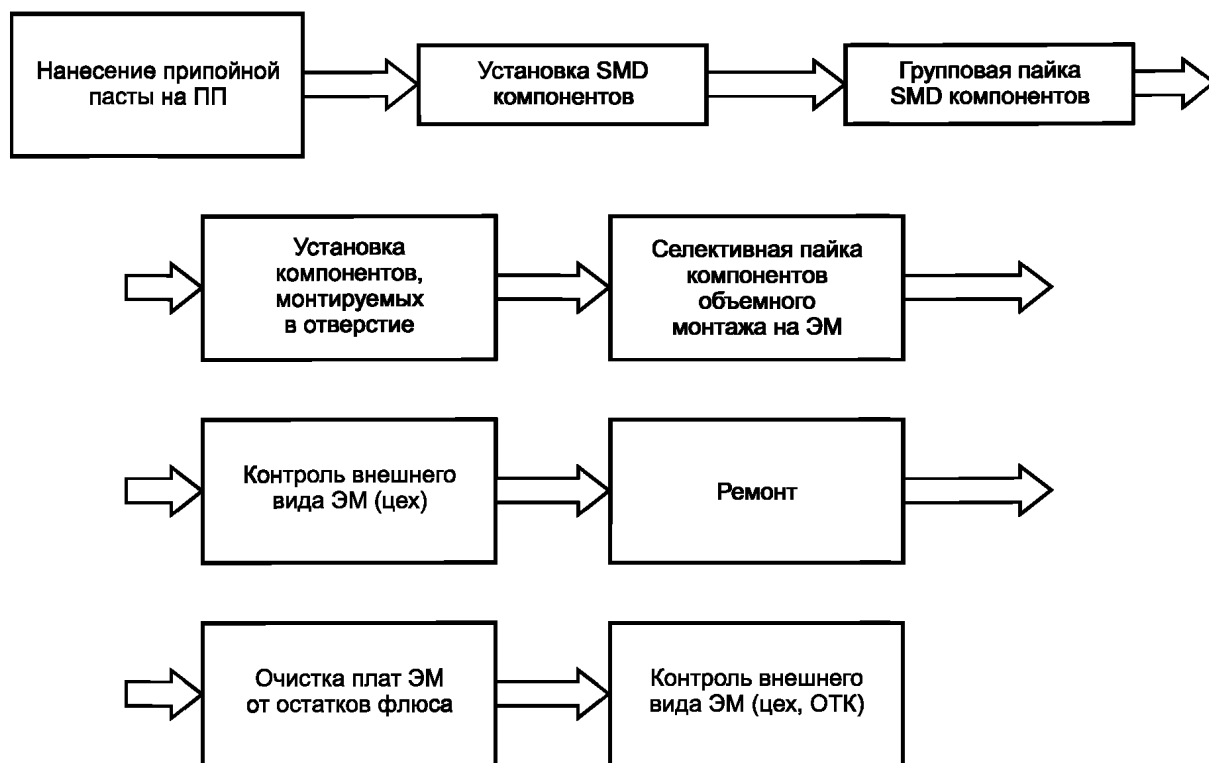 Нанесение припойной
пасты на ПП
Установка SMD
компонентов
Групповая пайка
SMD компонентов
Установка
компонентов,
монтируемых
в отверстие
Селективная пайка
компонентов
объемного
монтажа на ЭМ
Контроль внешнего
вида ЭМ (цех)
Ремонт
Очистка плат ЭМ
от остатков флюса
Контроль внешнего
вида ЭМ (цех, ОТК)